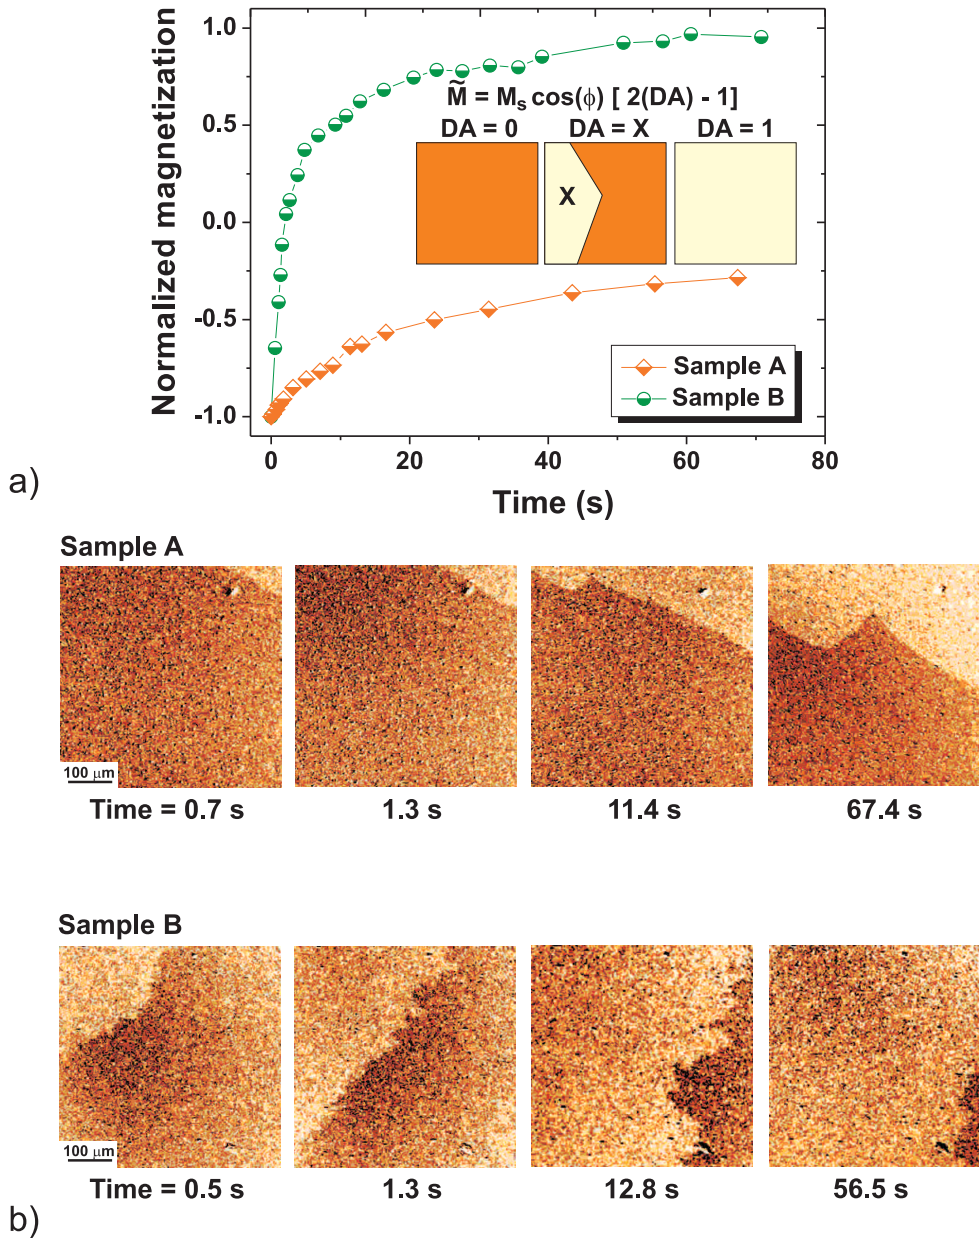 1.0
0.5
0.0
-0.5
-1.0
Normalized magnetization
M̃ = Ms cos(ϕ) [ 2(DA) - 1]
DA = 0 DA = X DA = 1
X
Sample A
Sample B
0 20 40 60 80
Time (s)
a)
Sample A
100 μm
Time = 0.7 s 1.3 s 11.4 s 67.4 s
Sample B
100 μm
Time = 0.5 s 1.3 s 12.8 s 56.5 s
b)